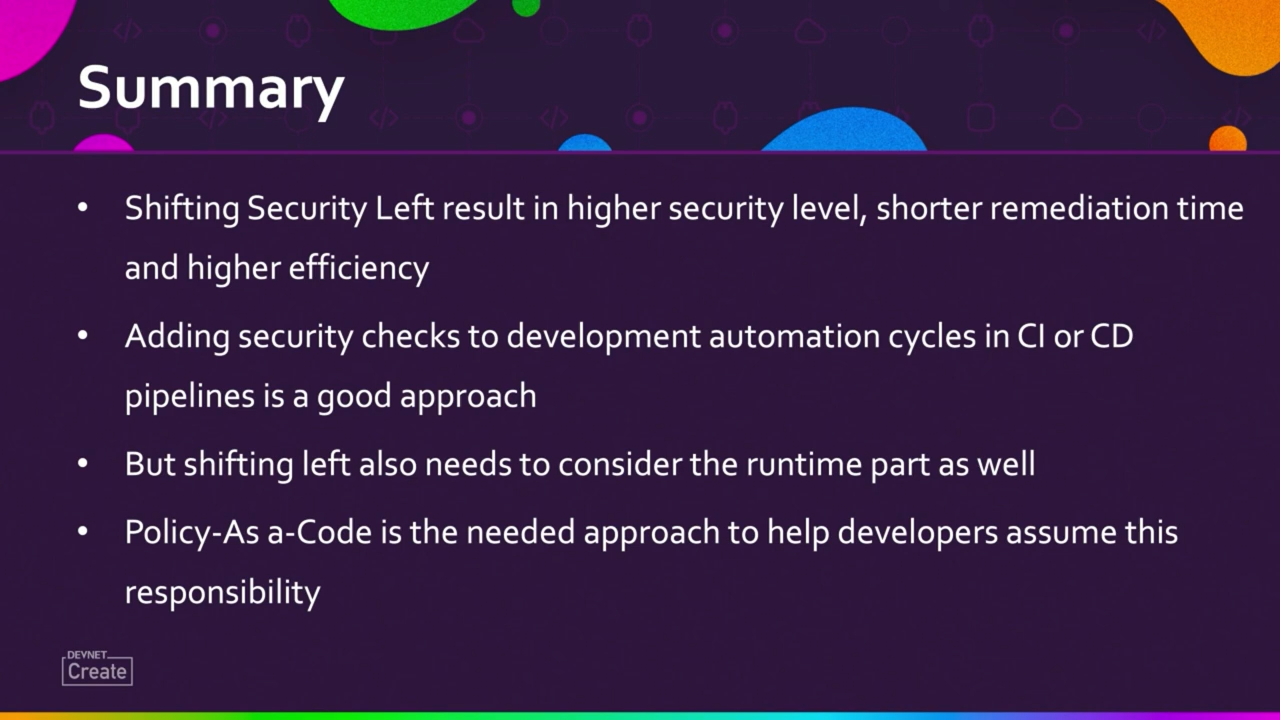 Summary
• Shifting Security Left result in higher security level, shorter remediation time
and higher efficiency
• Adding security checks to development automation cycles in CI or CD
pipelines is a good approach
• But shifting left also needs to consider the runtime part as well
• Policy-As a-Code is the needed approach to help developers assume this
responsibility
DEVNET
Create